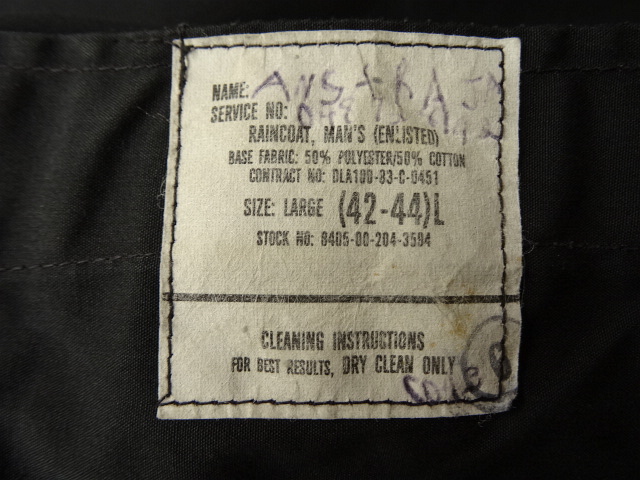 NAME:
SERVICE NO:
RAINCOAT, MAN'S (ENLISTED)
BASE FABRIC: 50% POLYESTER/50% COTTON
CONTRACT NO: DLA100-83-C-0451
SIZE: LARGE (42-44)L
STOCK NO: 8405-00-204-3594
CLEANING INSTRUCTIONS
FOR BEST RESULTS, DRY CLEAN ONLY